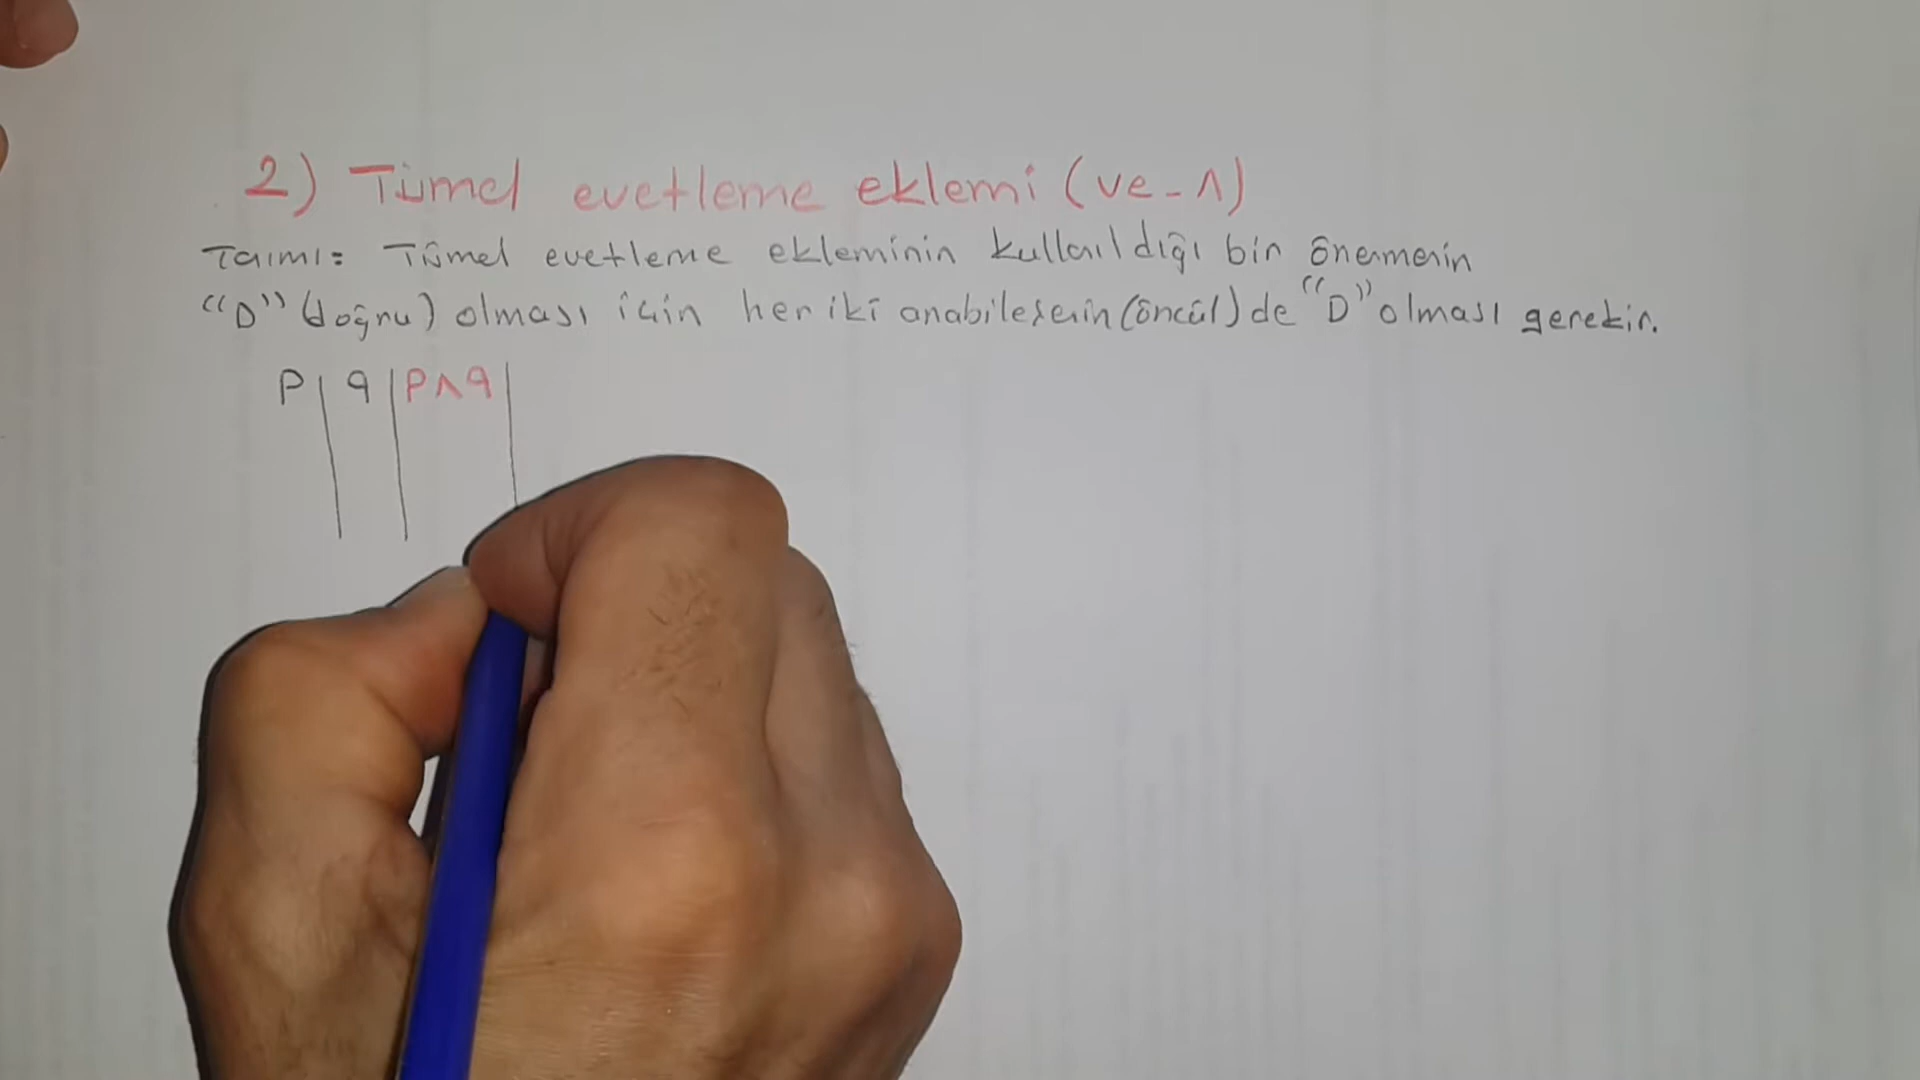 2) Tümel evetleme eklemi (ve - ∧)
Tanımı: Tümel evetleme ekleminin kullanıldığı bir önermenin
"D" (doğru) olması için her iki anabileşenin (öncül) de "D" olması gerekir.
P | q | P ∧ q |